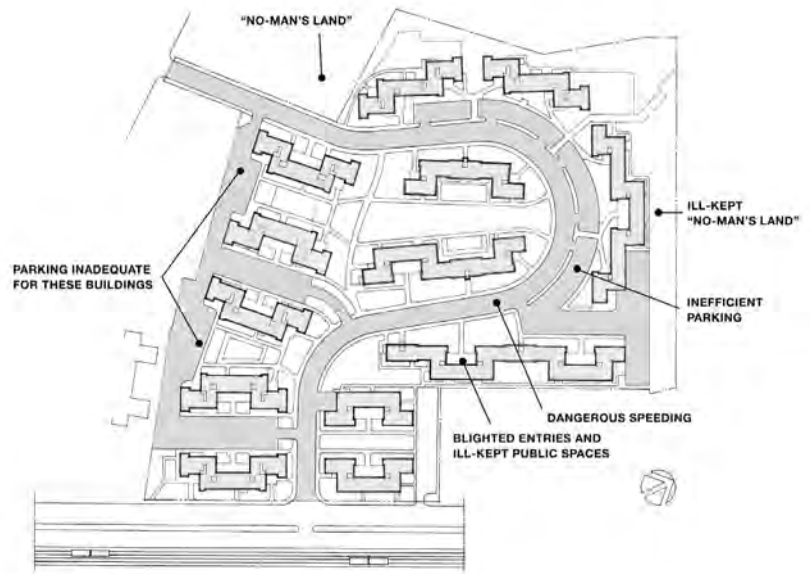 "NO-MAN'S LAND"
ILL-KEPT
"NO-MAN'S LAND"
PARKING INADEQUATE
FOR THESE BUILDINGS
INEFFICIENT
PARKING
DANGEROUS SPEEDING
BLIGHTED ENTRIES AND
ILL-KEPT PUBLIC SPACES